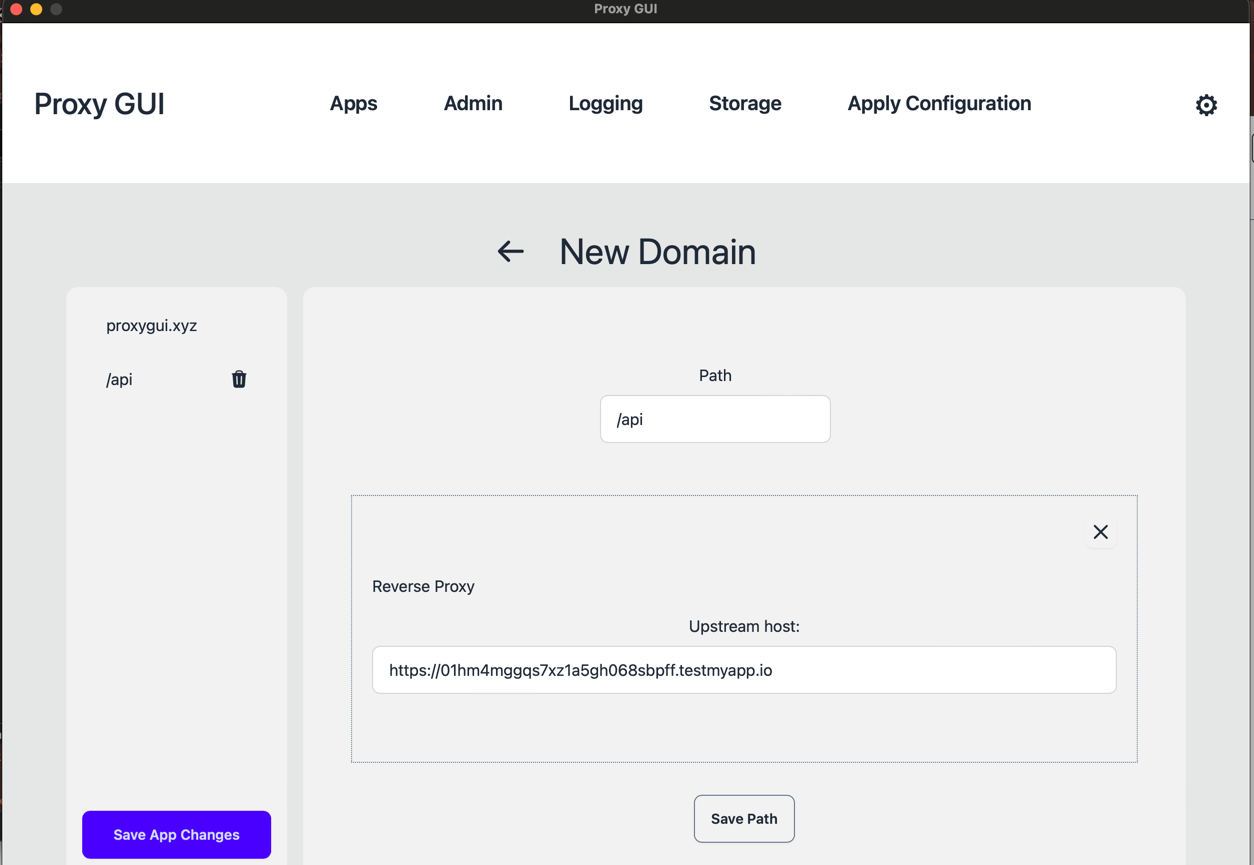 Proxy GUI
Proxy GUI
Apps
Admin
Logging
Storage
Apply Configuration
New Domain
proxygui.xyz
/api
Path
/api
Reverse Proxy
Upstream host:
https://01hm4mggqs7xz1a5gh068sbpff.testmyapp.io
Save App Changes
Save Path